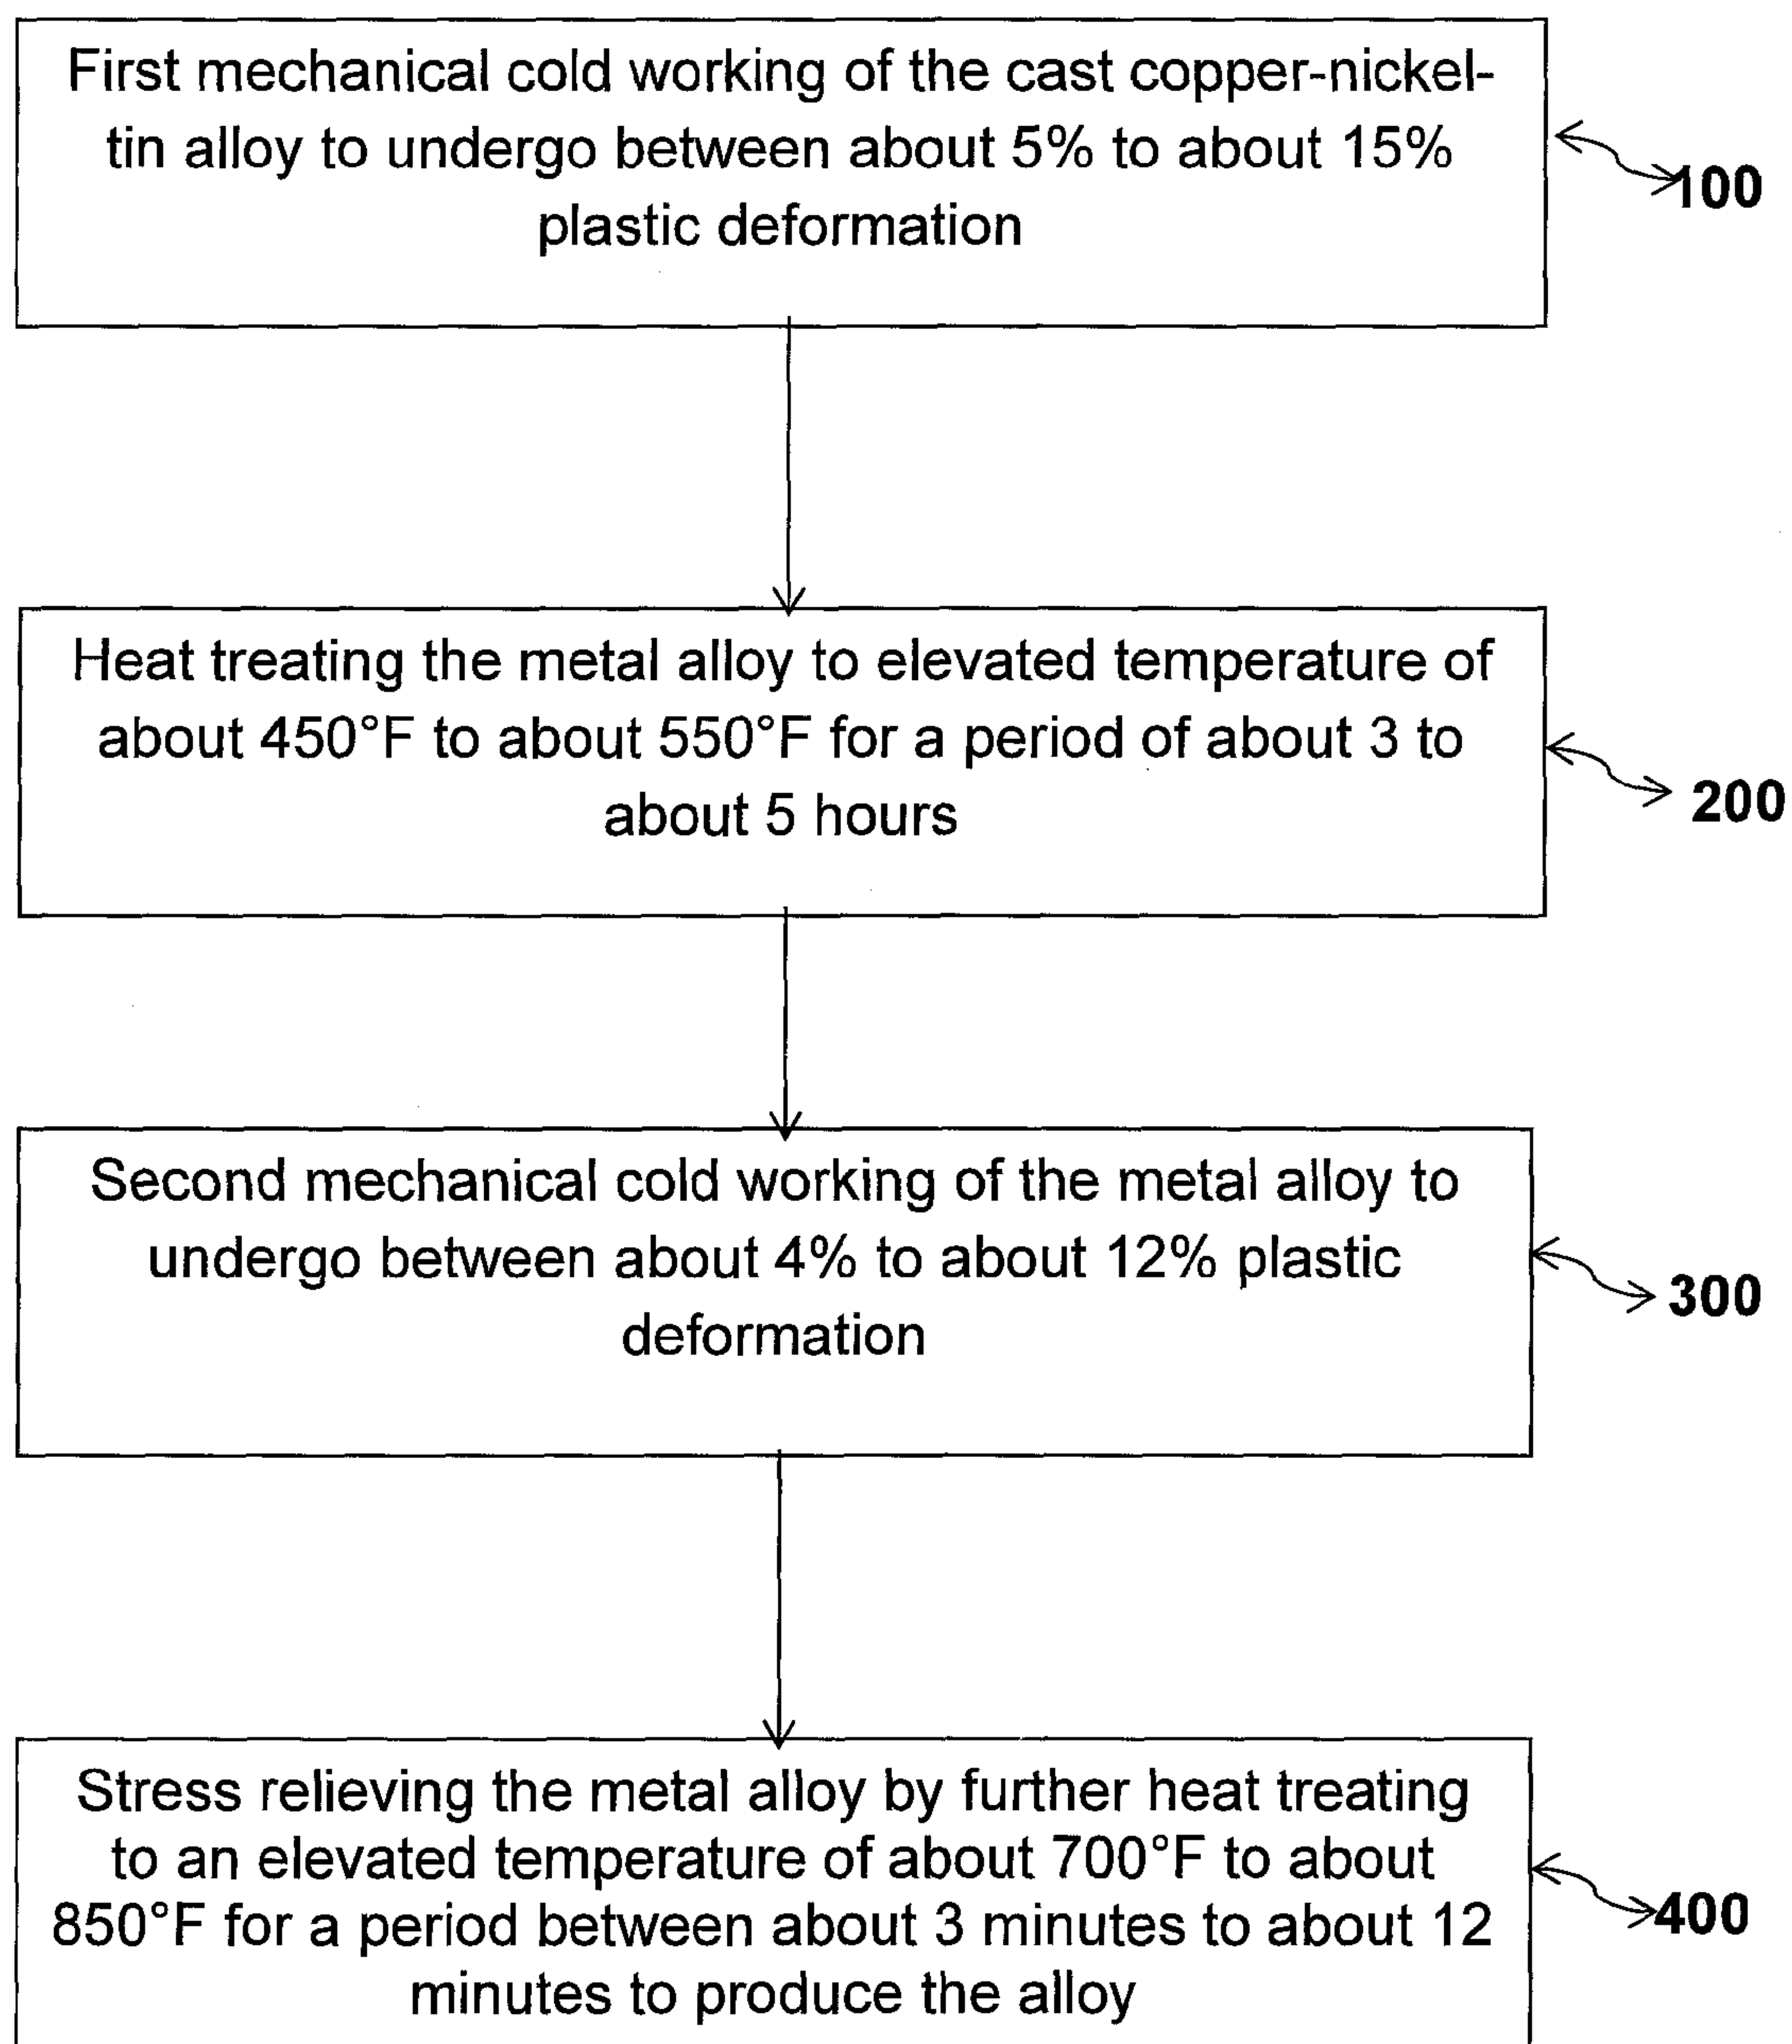 First mechanical cold working of the cast copper-nickel-
tin alloy to undergo between about 5% to about 15%
plastic deformation
100
Heat treating the metal alloy to elevated temperature of
about 450°F to about 550°F for a period of about 3 to
about 5 hours
200
Second mechanical cold working of the metal alloy to
undergo between about 4% to about 12% plastic
deformation
300
Stress relieving the metal alloy by further heat treating
to an elevated temperature of about 700°F to about
850°F for a period between about 3 minutes to about 12
minutes to produce the alloy
400